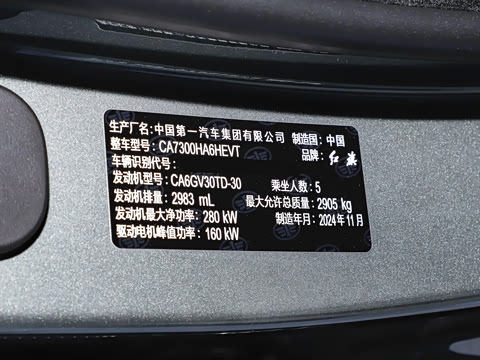 生产厂名：中国第一汽车集团有限公司 制造国：中国
整车型号：CA7300HA6HEVT 品牌：红旗
车辆识别代号：
发动机型号：CA6GV30TD-30 乘坐人数：5
发动机排量：2983 mL 最大允许总质量：2905 kg
发动机最大净功率：280 kW 制造年月：2024年11月
驱动电机峰值功率：160 kW